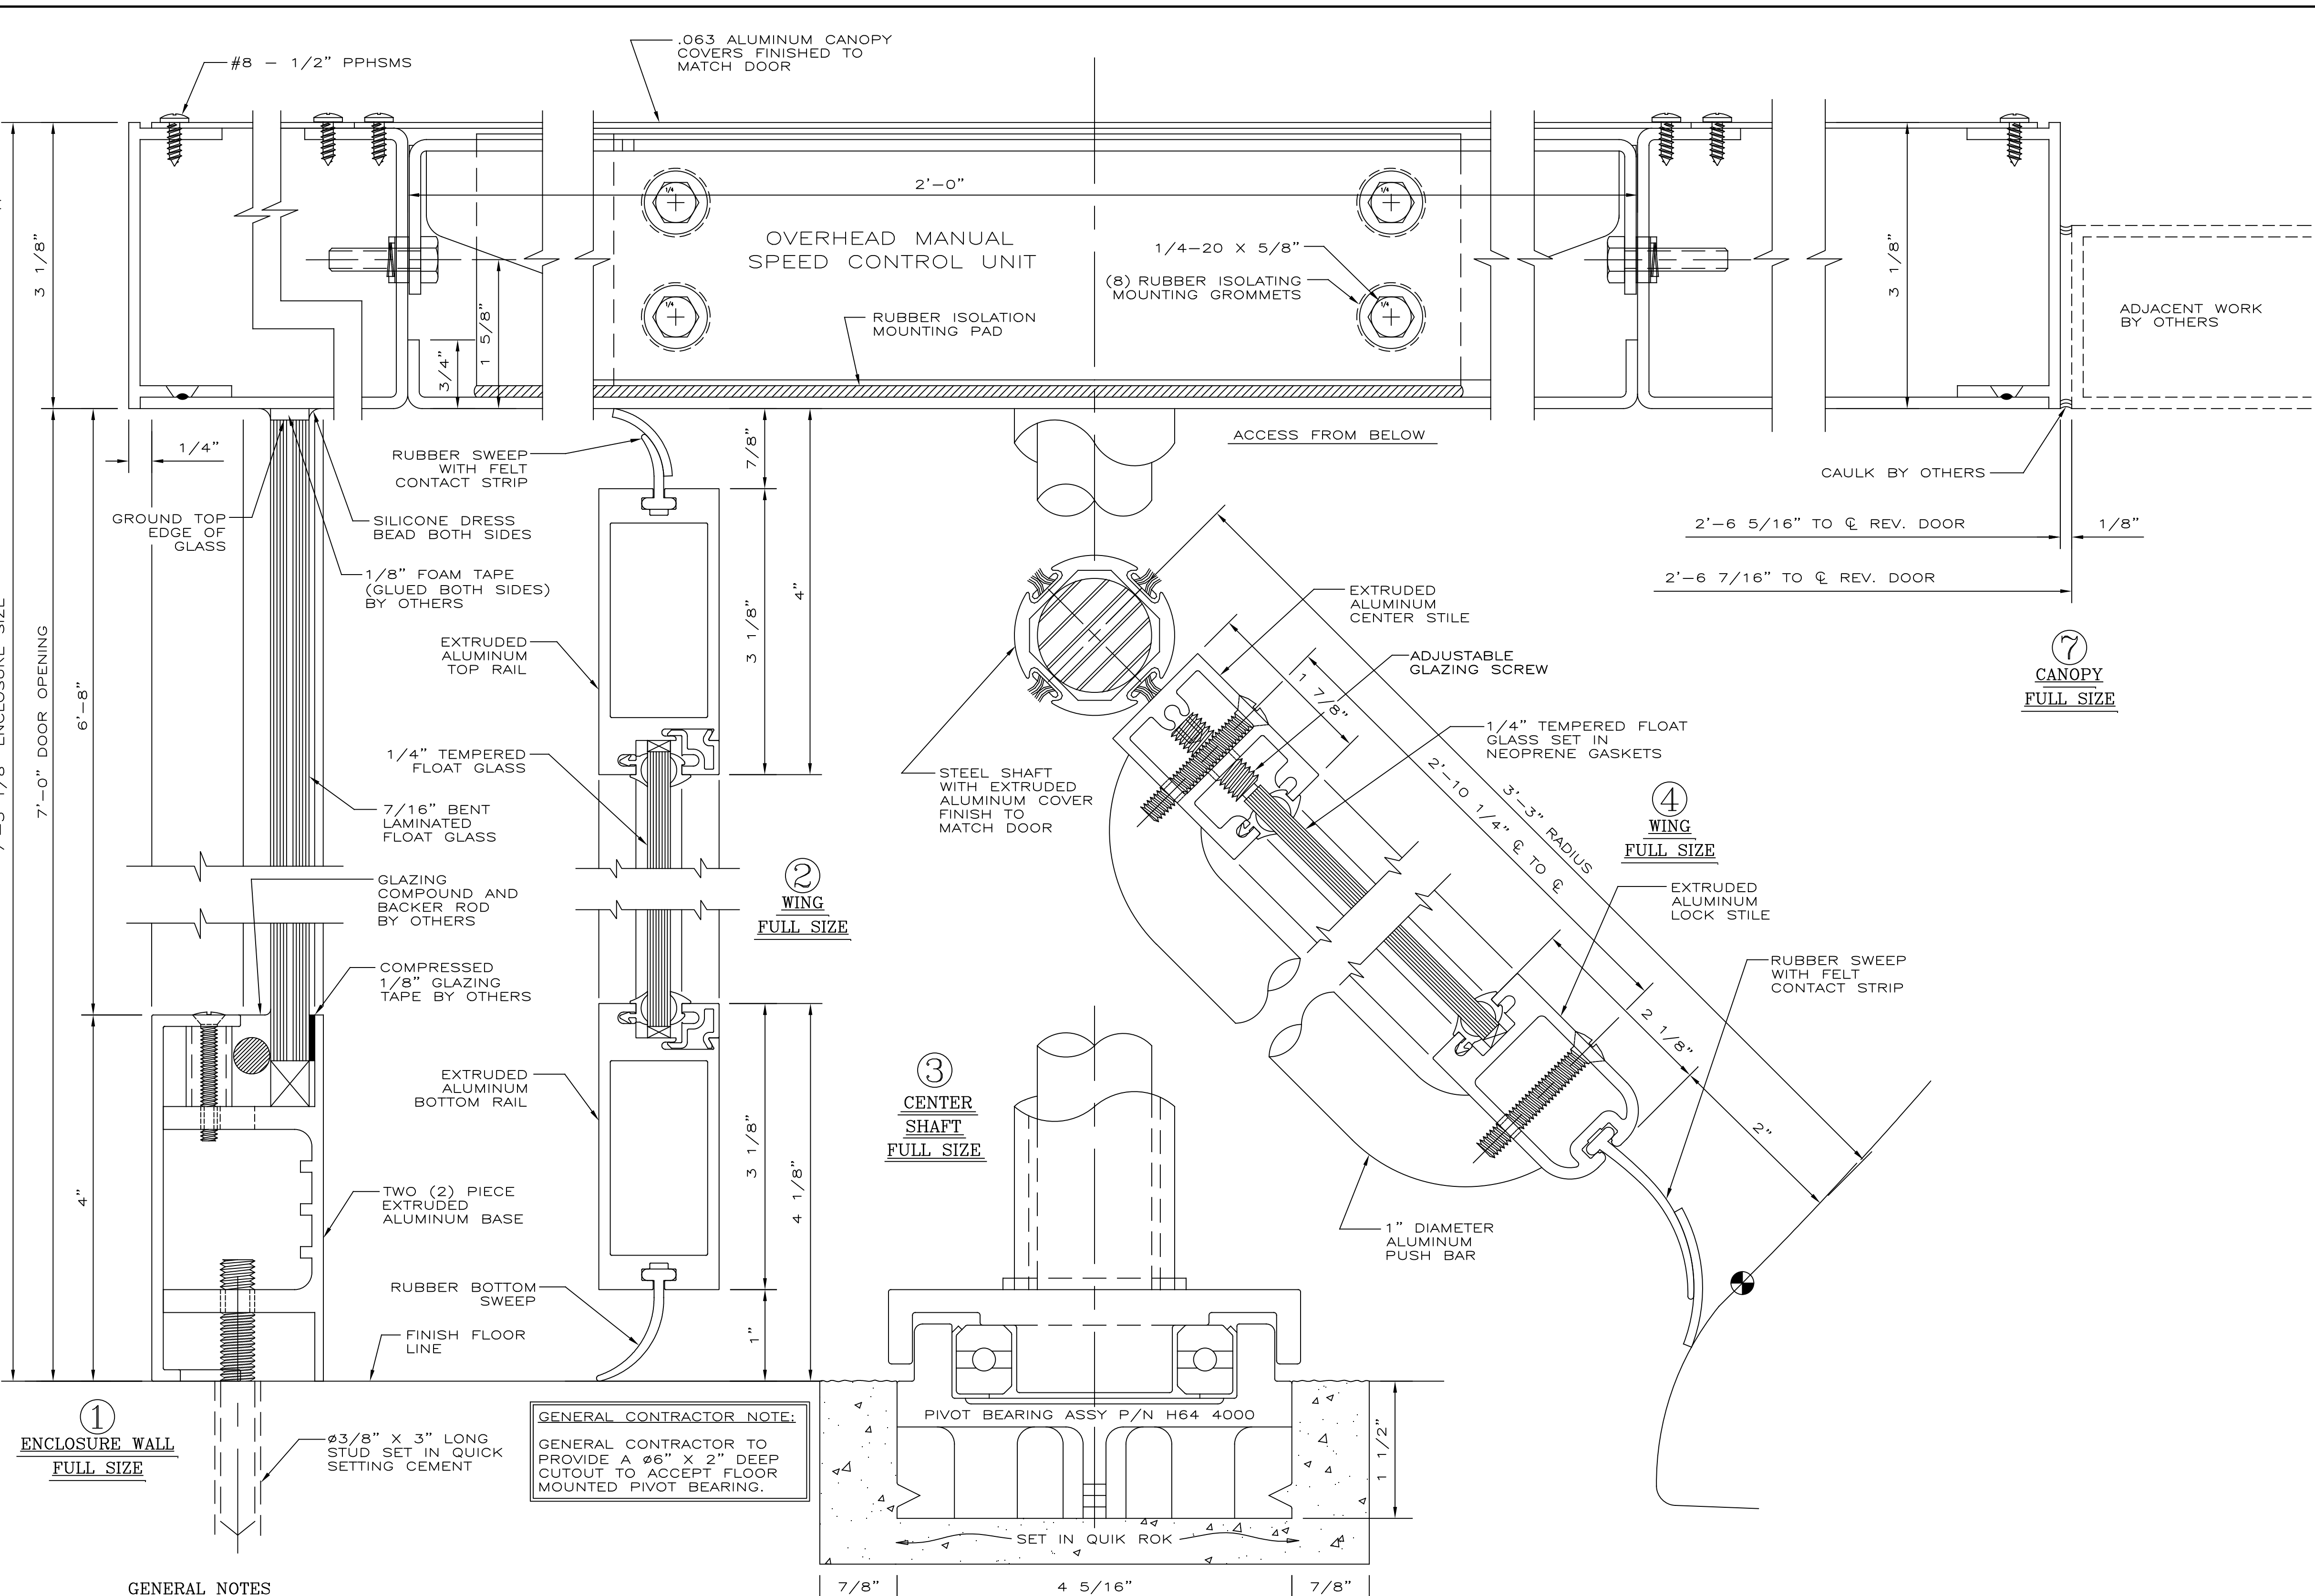 #8 – 1/2" PPHSMS
.063 ALUMINUM CANOPY
COVERS FINISHED TO
MATCH DOOR
3 1/8"
2'–0"
OVERHEAD MANUAL
SPEED CONTROL UNIT
1/4
1/4
1/4
1/4
1/4–20 X 5/8"
(8) RUBBER ISOLATING
MOUNTING GROMMETS
RUBBER ISOLATION
MOUNTING PAD
3/4"
1 5/8"
3 1/8"
ADJACENT WORK
BY OTHERS
ACCESS FROM BELOW
CAULK BY OTHERS
2'–6 5/16" TO ℄ REV. DOOR
1/8"
2'–6 7/16" TO ℄ REV. DOOR
7
CANOPY
FULL SIZE
1/4"
RUBBER SWEEP
WITH FELT
CONTACT STRIP
7/8"
GROUND TOP
EDGE OF
GLASS
SILICONE DRESS
BEAD BOTH SIDES
1/8" FOAM TAPE
(GLUED BOTH SIDES)
BY OTHERS
3 1/8"
4"
EXTRUDED
ALUMINUM
TOP RAIL
ENCLOSURE SIZE
7'–0" DOOR OPENING
6'–8"
1/4" TEMPERED
FLOAT GLASS
7/16" BENT
LAMINATED
FLOAT GLASS
GLAZING
COMPOUND AND
BACKER ROD
BY OTHERS
COMPRESSED
1/8" GLAZING
TAPE BY OTHERS
2
WING
FULL SIZE
EXTRUDED
ALUMINUM
BOTTOM RAIL
3 1/8"
4 1/8"
4"
TWO (2) PIECE
EXTRUDED
ALUMINUM BASE
RUBBER BOTTOM
SWEEP
1"
FINISH FLOOR
LINE
1
ENCLOSURE WALL
FULL SIZE
ø3/8" X 3" LONG
STUD SET IN QUICK
SETTING CEMENT
GENERAL CONTRACTOR NOTE:
GENERAL CONTRACTOR TO
PROVIDE A ø6" X 2" DEEP
CUTOUT TO ACCEPT FLOOR
MOUNTED PIVOT BEARING.
EXTRUDED
ALUMINUM
CENTER STILE
ADJUSTABLE
GLAZING SCREW
1/4" TEMPERED FLOAT
GLASS SET IN
NEOPRENE GASKETS
STEEL SHAFT
WITH EXTRUDED
ALUMINUM COVER
FINISH TO
MATCH DOOR
1 7/8"
2'–10 1/4" ℄ TO ℄
3'–3" RADIUS
4
WING
FULL SIZE
EXTRUDED
ALUMINUM
LOCK STILE
RUBBER SWEEP
WITH FELT
CONTACT STRIP
2 1/8"
2"
1" DIAMETER
ALUMINUM
PUSH BAR
3
CENTER
SHAFT
FULL SIZE
PIVOT BEARING ASSY P/N H64 4000
1 1/2"
SET IN QUIK ROK
7/8"
4 5/16"
7/8"
GENERAL NOTES